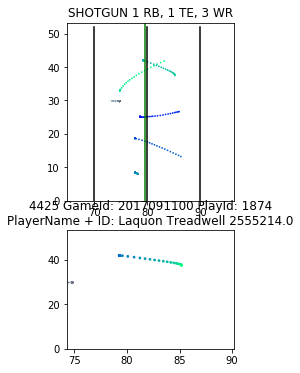 SHOTGUN 1 RB, 1 TE, 3 WR
50
40
30
20
10
0
70 80 90
4425 GameId: 2017091100 PlayId: 1874
PlayerName + ID: Laquon Treadwell 2555214.0
40
20
0
75 80 85 90